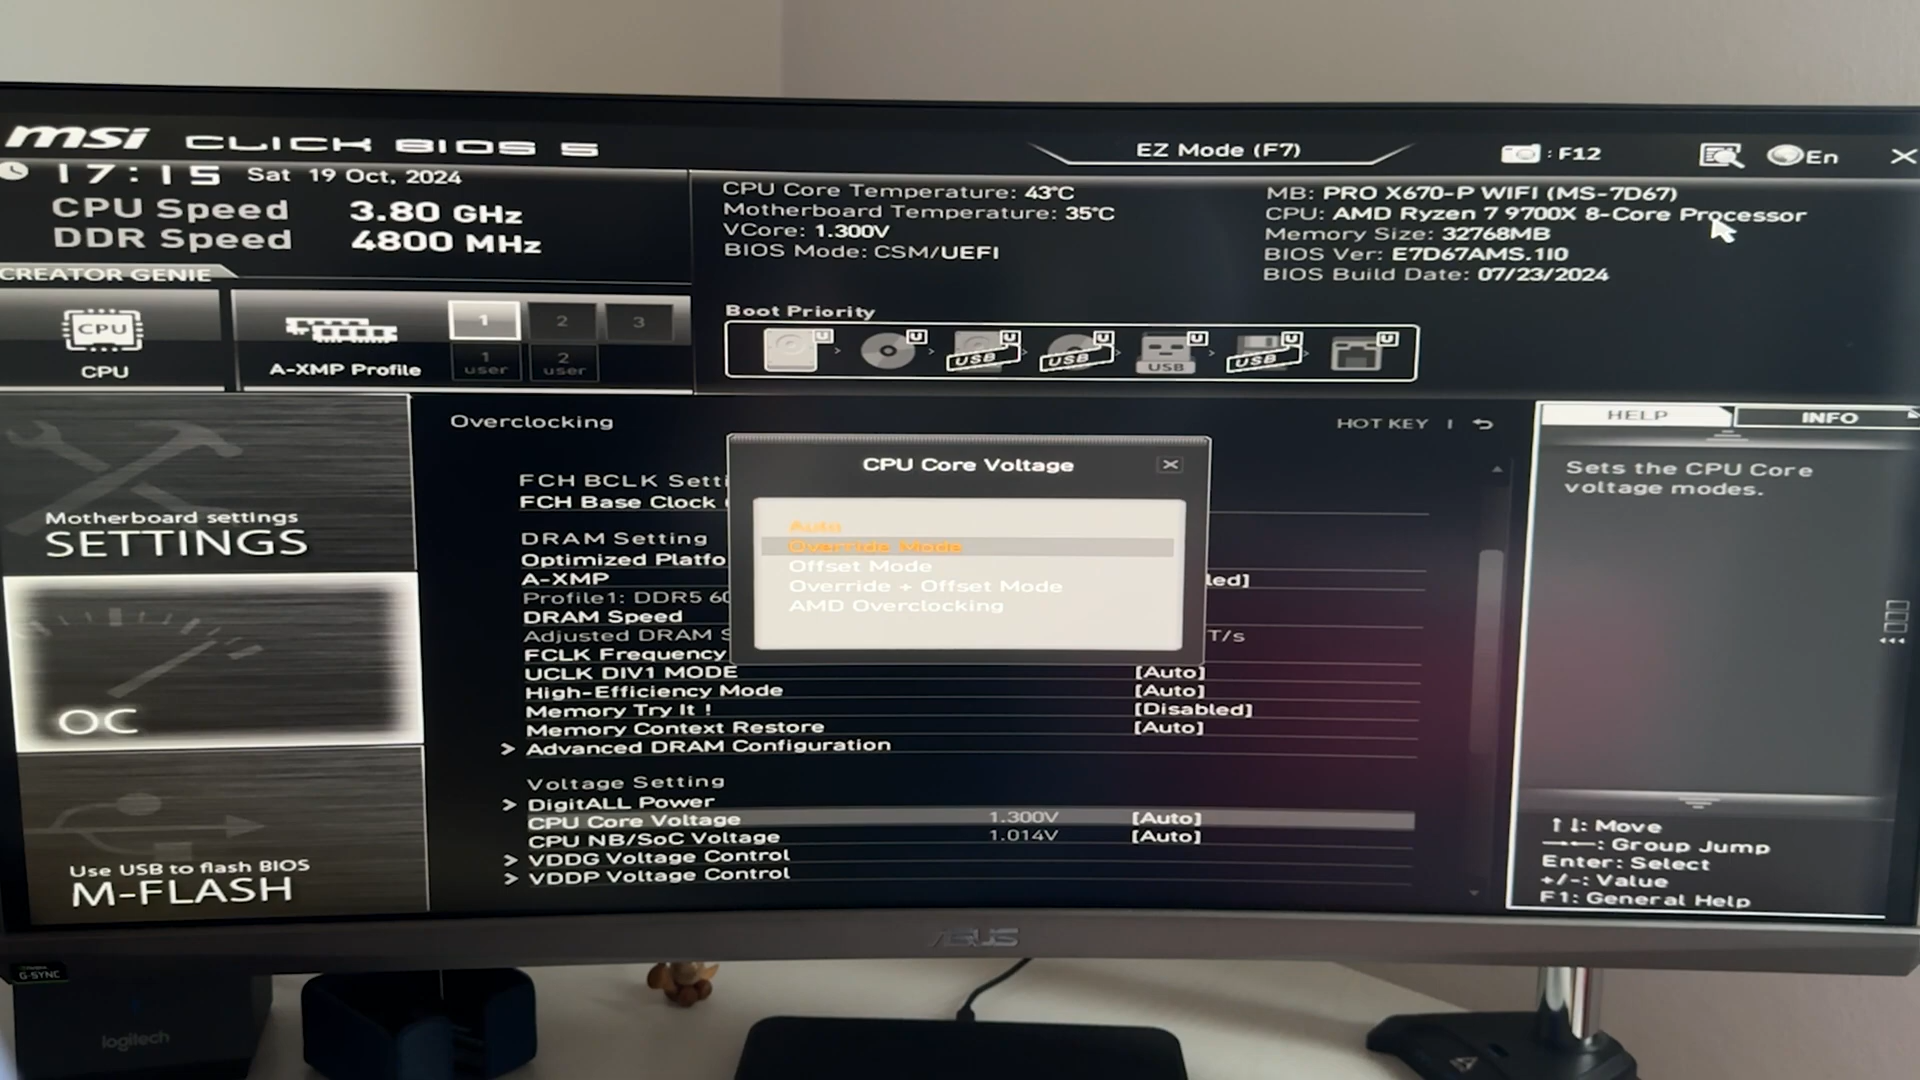 msi CLICK BIOS 5
EZ Mode (F7)
: F12
En
17:15 Sat 19 Oct, 2024
CPU Speed 3.80 GHz
DDR Speed 4800 MHz
CPU Core Temperature: 43°C
Motherboard Temperature: 35°C
VCore: 1.300V
BIOS Mode: CSM/UEFI
MB: PRO X670-P WIFI (MS-7D67)
CPU: AMD Ryzen 7 9700X 8-Core Processor
Memory Size: 32768MB
BIOS Ver: E7D67AMS.1I0
BIOS Build Date: 07/23/2024
CREATOR GENIE
CPU
CPU
A-XMP Profile
1 2 3
1 user
2 user
Boot Priority
U U U U U U U
USB USB USB USB
Motherboard settings
SETTINGS
OC
Use USB to flash BIOS
M-FLASH
Overclocking
HOT KEY
FCH BCLK Setti
FCH Base Clock
DRAM Setting
Optimized Platfo
A-XMP led]
Profile1: DDR5 60
DRAM Speed
Adjusted DRAM S T/s
FCLK Frequency
UCLK DIV1 MODE [Auto]
High-Efficiency Mode [Auto]
Memory Try It ! [Disabled]
Memory Context Restore [Auto]
> Advanced DRAM Configuration
Voltage Setting
> DigitALL Power
CPU Core Voltage 1.300V [Auto]
CPU NB/SoC Voltage 1.014V [Auto]
> VDDG Voltage Control
> VDDP Voltage Control
CPU Core Voltage
Auto
Override Mode
Offset Mode
Override + Offset Mode
AMD Overclocking
HELP
INFO
Sets the CPU Core
voltage modes.
↑↓: Move
→←: Group Jump
Enter: Select
+/-: Value
F1: General Help
ASUS
G-SYNC
logitech